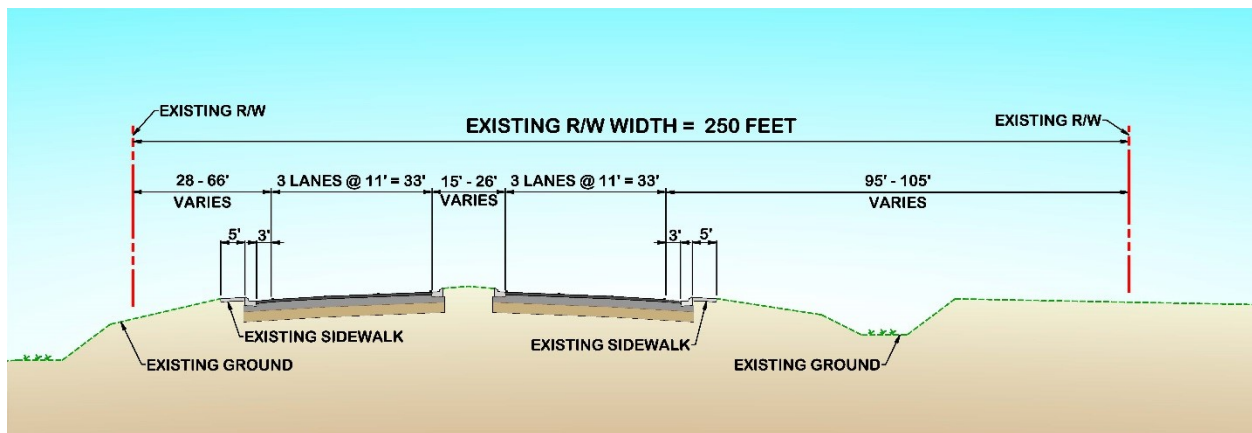 EXISTING R/W
EXISTING R/W WIDTH = 250 FEET
EXISTING R/W
28 - 66'
VARIES
3 LANES @ 11' = 33'
15' - 26'
VARIES
3 LANES @ 11' = 33'
95' - 105'
VARIES
5'
3'
3'
5'
EXISTING SIDEWALK
EXISTING SIDEWALK
EXISTING GROUND
EXISTING GROUND